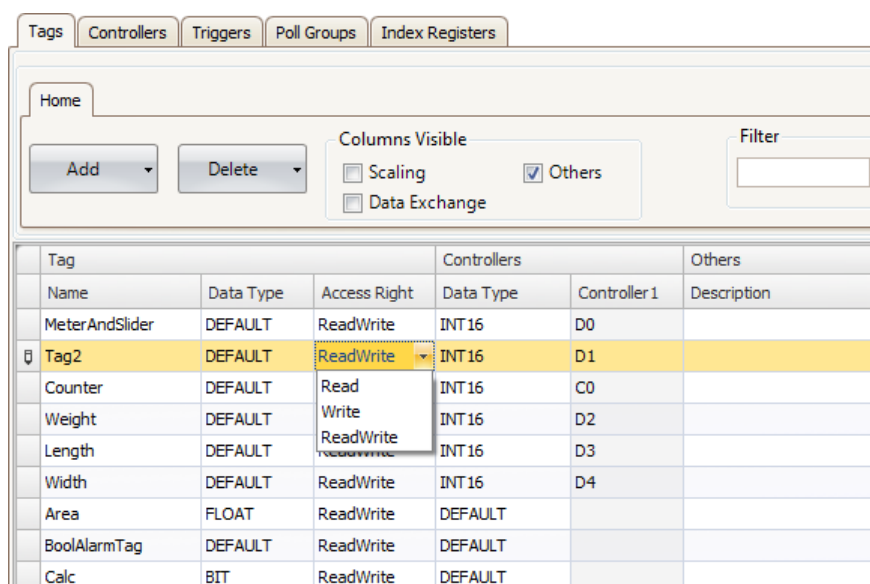 Tags Controllers Triggers Poll Groups Index Registers
Home
Add Delete
Columns Visible
Scaling Others
Data Exchange
Filter
Tag Controllers Others
Name Data Type Access Right Data Type Controller1 Description
MeterAndSlider DEFAULT ReadWrite INT16 D0
Tag2 DEFAULT ReadWrite INT16 D1
Read
Write
ReadWrite
Counter DEFAULT INT16 C0
Weight DEFAULT INT16 D2
Length DEFAULT INT16 D3
Width DEFAULT ReadWrite INT16 D4
Area FLOAT ReadWrite DEFAULT
BoolAlarmTag DEFAULT ReadWrite DEFAULT
Calc BIT ReadWrite DEFAULT